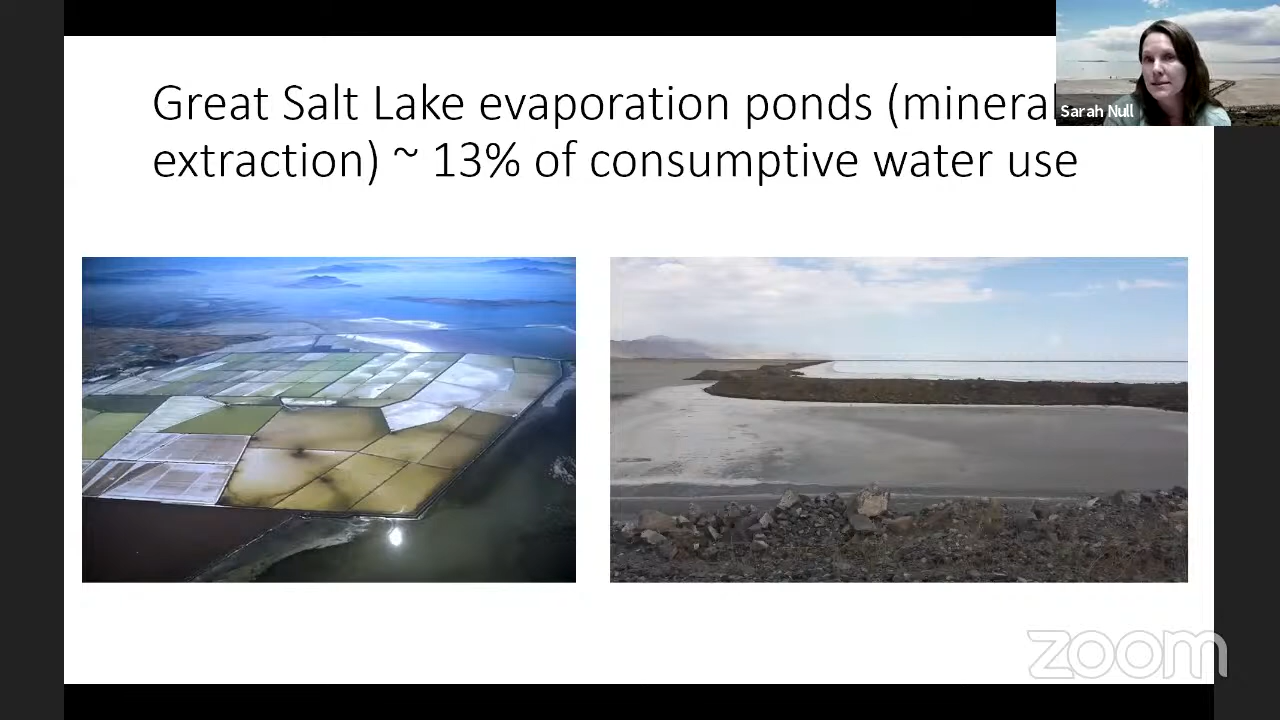 Great Salt Lake evaporation ponds (mineral
extraction) ~ 13% of consumptive water use
Sarah Null
zoom